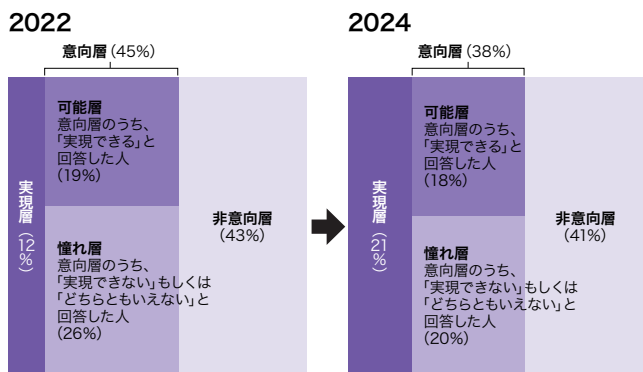 2022
意向層(45%)
実現層(12%)
可能層
意向層のうち、
「実現できる」と
回答した人
(19%)
憧れ層
意向層のうち、
「実現できない」もしくは
「どちらともいえない」と
回答した人
(26%)
非意向層
(43%)
2024
意向層(38%)
実現層(21%)
可能層
意向層のうち、
「実現できる」と
回答した人
(18%)
憧れ層
意向層のうち、
「実現できない」もしくは
「どちらともいえない」と
回答した人
(20%)
非意向層
(41%)